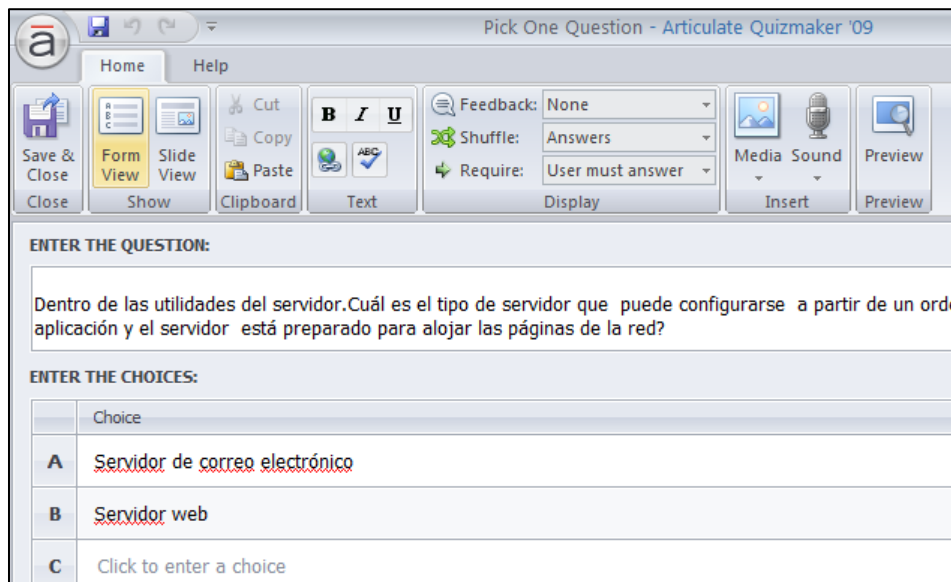 Pick One Question - Articulate Quizmaker '09
Home Help
Cut
Copy
Paste
Save & Close
Form View
Slide View
B I U
ABC
Feedback: None
Shuffle: Answers
Require: User must answer
Media Sound
Preview
Close Show Clipboard Text Display Insert Preview
ENTER THE QUESTION:
Dentro de las utilidades del servidor.Cuál es el tipo de servidor que puede configurarse a partir de un
aplicación y el servidor está preparado para alojar las páginas de la red?
ENTER THE CHOICES:
Choice
A Servidor de correo electrónico
B Servidor web
C Click to enter a choice